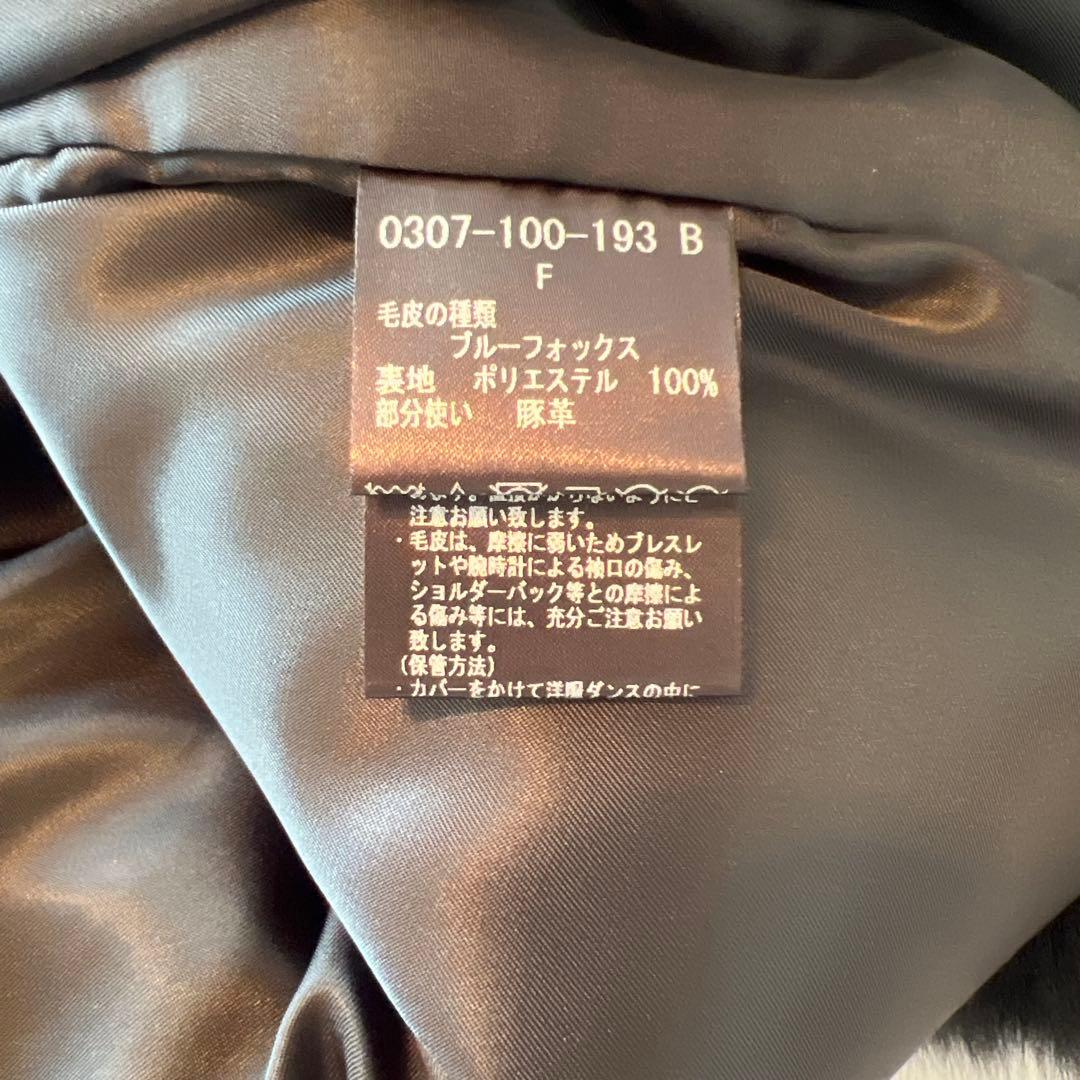 0307-100-193 B
F
毛皮の種類
ブルーフォックス
裏地 ポリエステル 100%
部分使い 豚革
注意お願い致します。
・毛皮は、摩擦に弱いためブレスレ
ットや腕時計による袖口の傷み、
ショルダーバック等との摩擦によ
る傷み等には、充分ご注意お願い
致します。
(保管方法)
・カバーをかけて洋服ダンスの中に